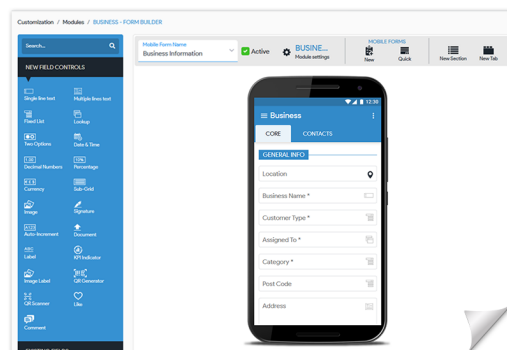 Customization / Modules / BUSINESS - FORM BUILDER
Search...
NEW FIELD CONTROLS
Single line text
Multiple lines text
Fixed List
Lookup
Two Options
Date & Time
Decimal Numbers
Percentage
Currency
Sub-Grid
Image
Signature
Auto-Increment
Document
Label
KPI Indicator
Image Label
QR Generator
QR Scanner
Like
Comment
Mobile Form Name
Business Information
Active
BUSINE...
Module settings
MOBILE FORMS
New
Quick
New Section
New Tab
12:30
Business
CORE
CONTACTS
GENERAL INFO
Location
Business Name *
Customer Type *
Assigned To *
Category *
Post Code
Address